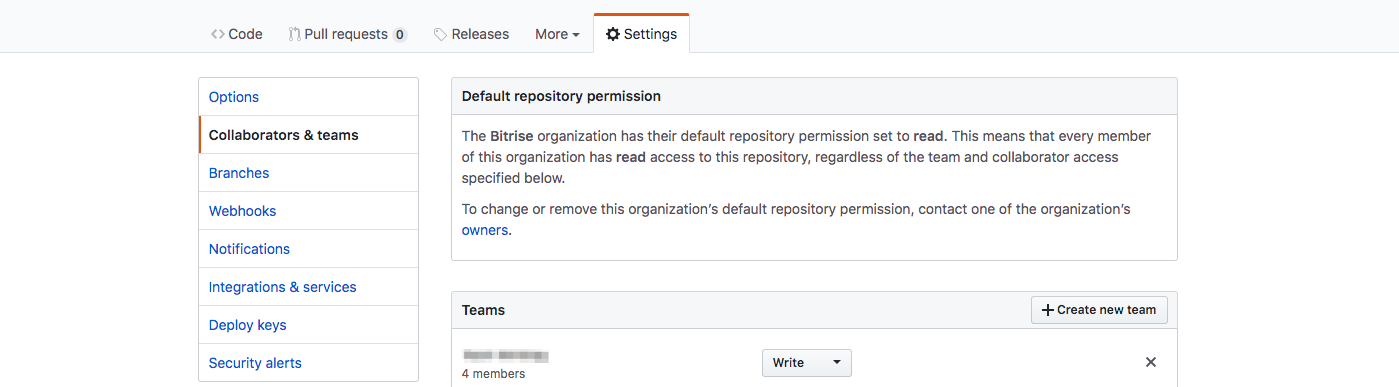 Code Pull requests 0 Releases More Settings
Options
Collaborators & teams
Branches
Webhooks
Notifications
Integrations & services
Deploy keys
Security alerts
Default repository permission
The Bitrise organization has their default repository permission set to read. This means that every member
of this organization has read access to this repository, regardless of the team and collaborator access
specified below.
To change or remove this organization’s default repository permission, contact one of the organization’s
owners.
Teams Create new team
Write
4 members